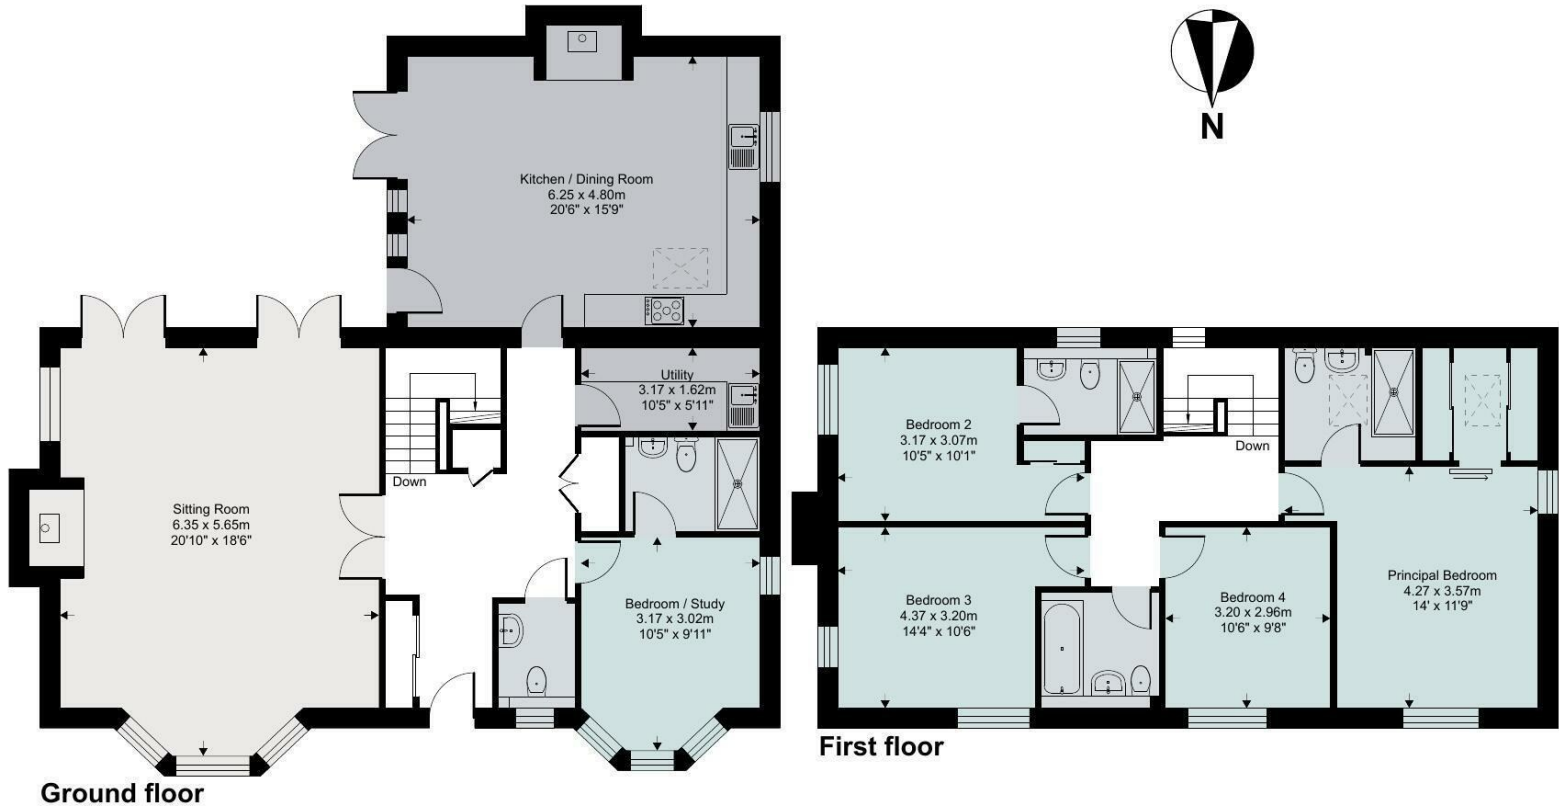 N
Kitchen / Dining Room
6.25 x 4.80m
20'6" x 15'9"
Utility
3.17 x 1.62m
10'5" x 5'11"
Down
Sitting Room
6.35 x 5.65m
20'10" x 18'6"
Bedroom / Study
3.17 x 3.02m
10'5" x 9'11"
Ground floor
Bedroom 2
3.17 x 3.07m
10'5" x 10'1"
Down
Bedroom 3
4.37 x 3.20m
14'4" x 10'6"
Bedroom 4
3.20 x 2.96m
10'6" x 9'8"
Principal Bedroom
4.27 x 3.57m
14' x 11'9"
First floor